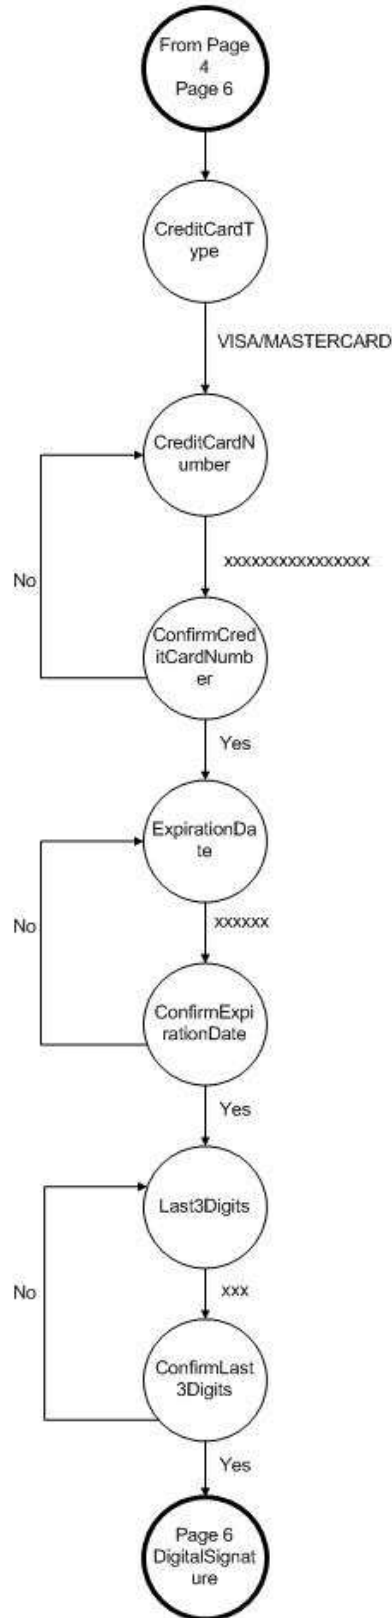 From Page
4
Page 6
CreditCardT
ype
VISA/MASTERCARD
CreditCardN
umber
xxxxxxxxxxxxxxxx
No
ConfirmCred
itCardNumb
er
Yes
ExpirationDa
te
No
xxxxxx
ConfirmExpi
rationDate
Yes
Last3Digits
No
xxx
ConfirmLast
3Digits
Yes
Page 6
DigitalSignat
ure